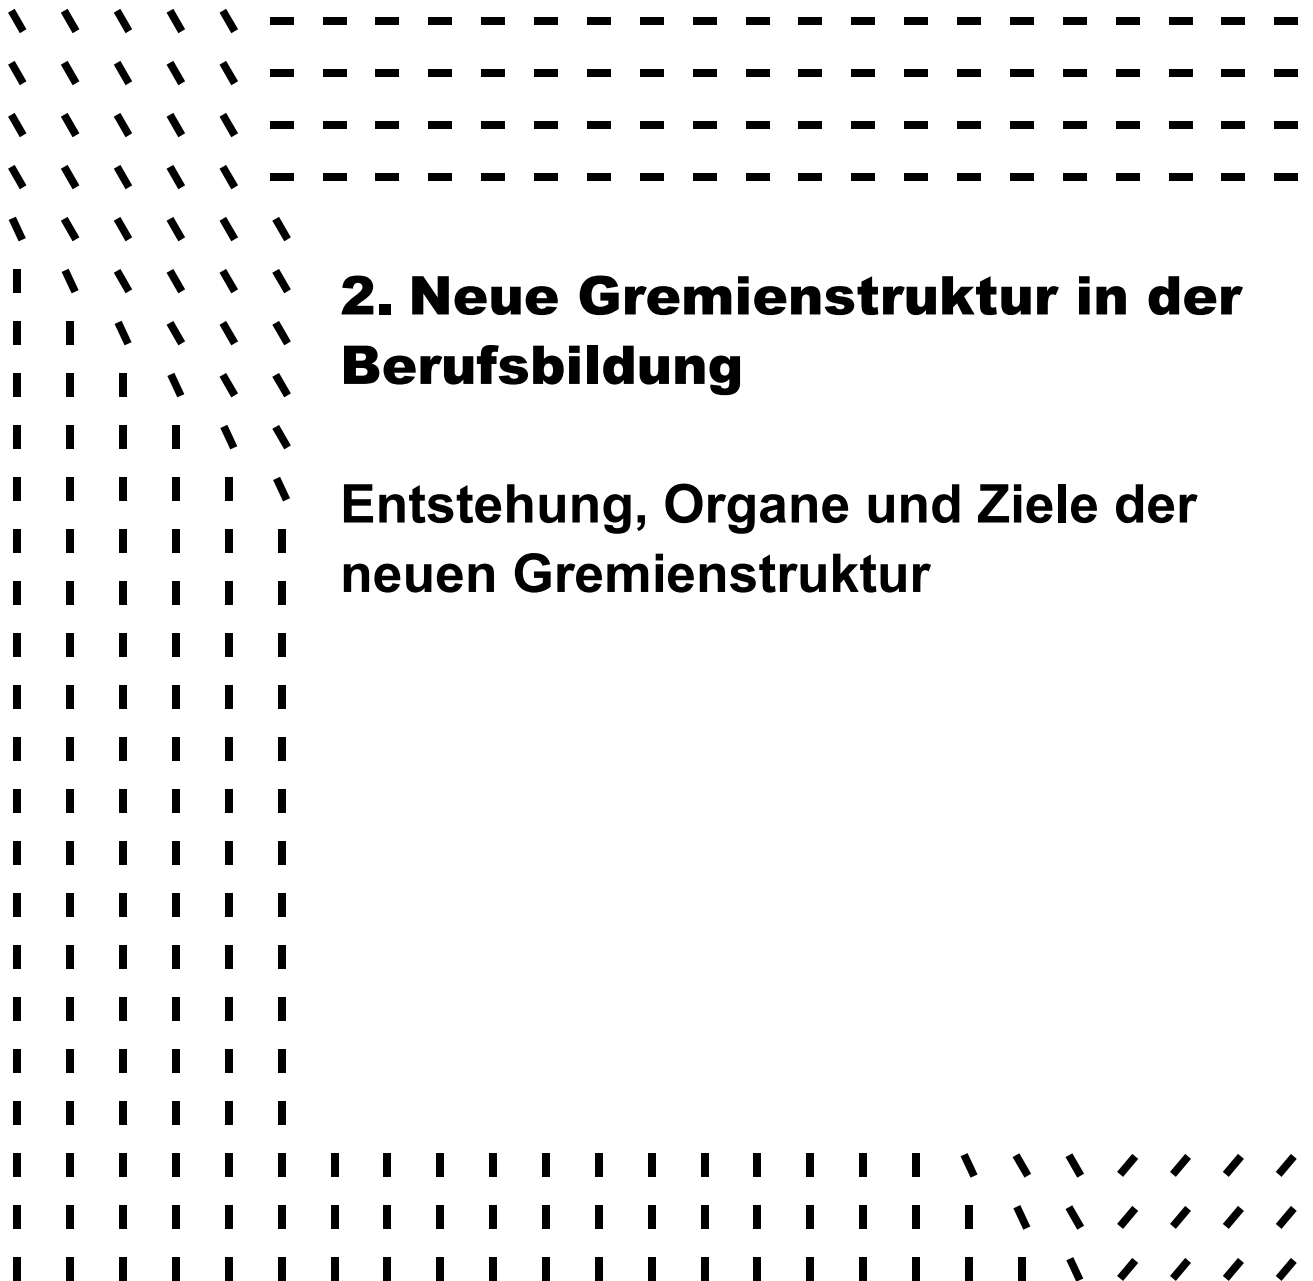 2. Neue Gremienstruktur in der
Berufsbildung
Entstehung, Organe und Ziele der
neuen Gremienstruktur